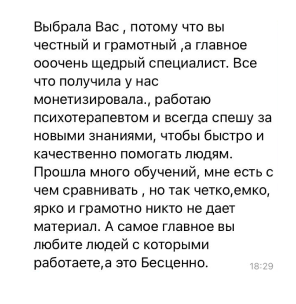 Выбрала Вас , потому что вы
честный и грамотный ,а главное
ооочень щедрый специалист. Все
что получила у нас
монетизировала., работаю
психотерапевтом и всегда спешу за
новыми знаниями, чтобы быстро и
качественно помогать людям.
Прошла много обучений, мне есть с
чем сравнивать , но так четко,емко,
ярко и грамотно никто не дает
материал. А самое главное вы
любите людей с которыми
работаете,а это Бесценно.
18:29